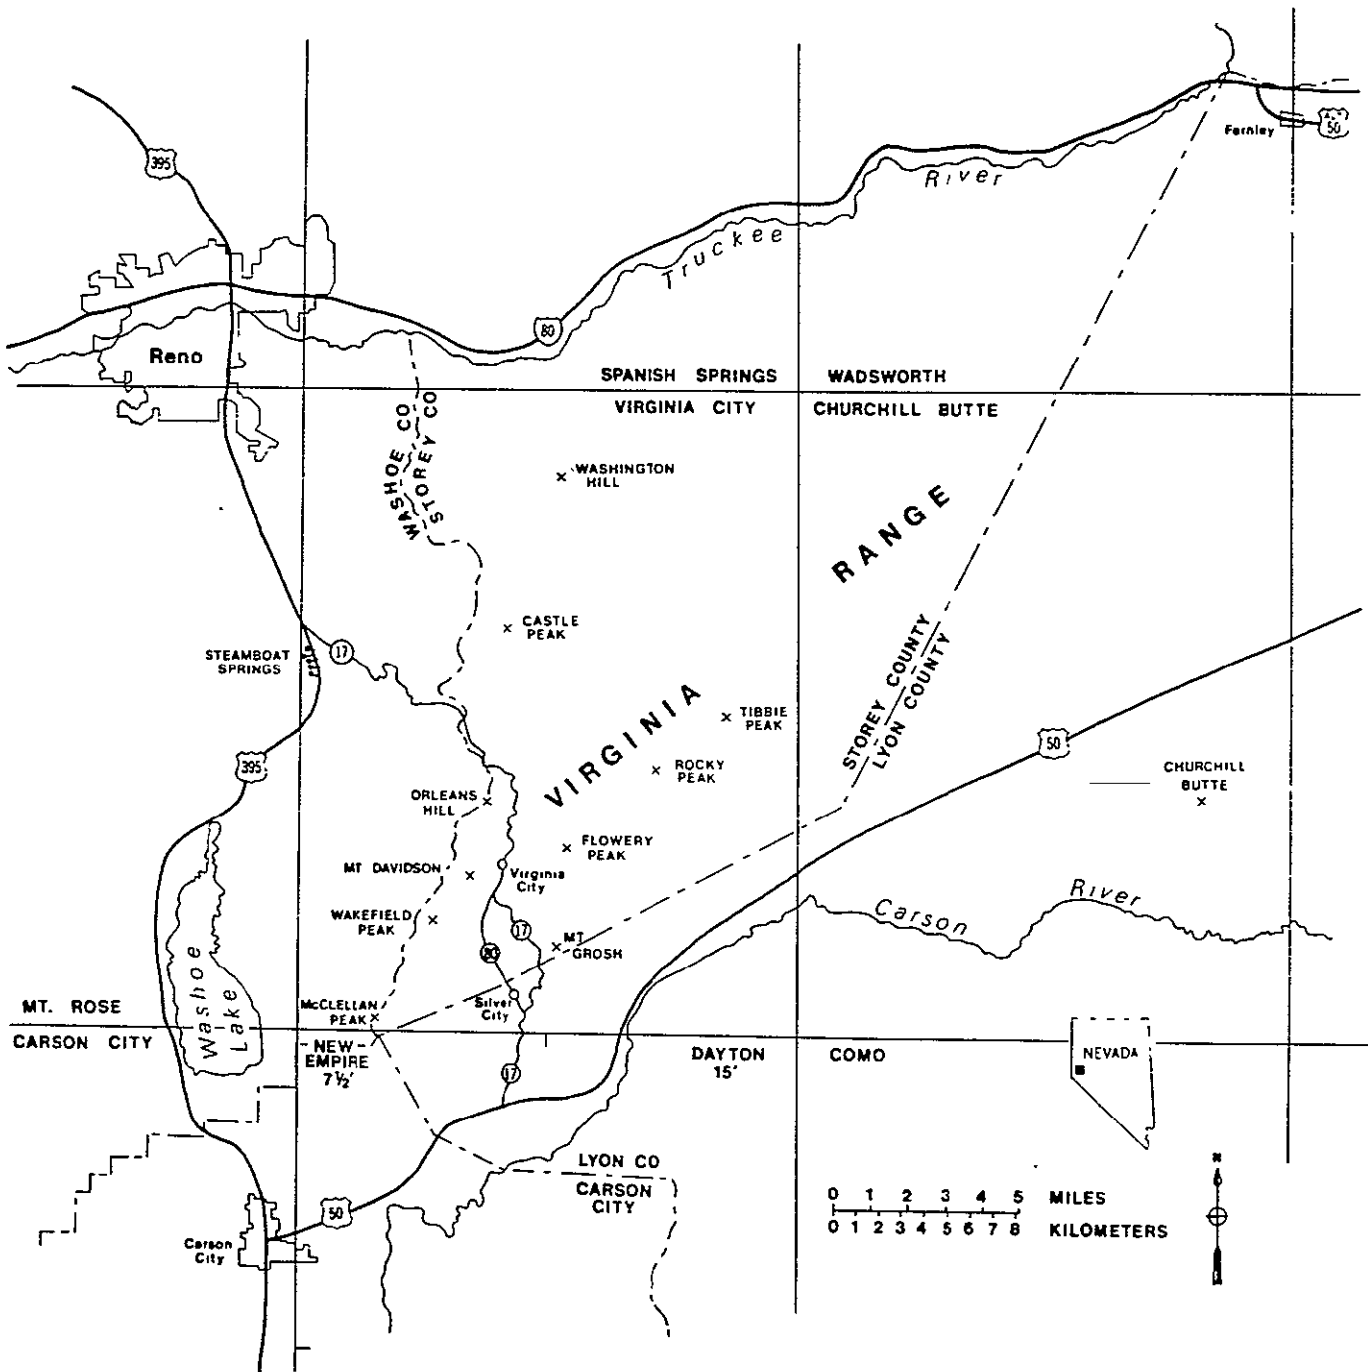 395
Fernley
50
River
Truckee
80
Reno
SPANISH SPRINGS
WADSWORTH
VIRGINIA CITY
CHURCHILL BUTTE
WASHOE CO
STOREY CO
WASHINGTON
HILL
RANGE
CASTLE
PEAK
STEAMBOAT
SPRINGS
17
STOREY COUNTY
LYON COUNTY
TIBBIE
PEAK
VIRGINIA
50
395
ROCKY
PEAK
CHURCHILL
BUTTE
ORLEANS
HILL
FLOWERY
PEAK
MT DAVIDSON
Virginia
City
River
Carson
WAKEFIELD
PEAK
17
MT
GROSH
80
Washoe
Lake
McCLELLAN
PEAK
Silver
City
MT. ROSE
CARSON CITY
NEW
EMPIRE
7½'
DAYTON
15'
COMO
NEVADA
17
LYON CO
CARSON
CITY
50
Carson
City
0 1 2 3 4 5 MILES
0 1 2 3 4 5 6 7 8 KILOMETERS